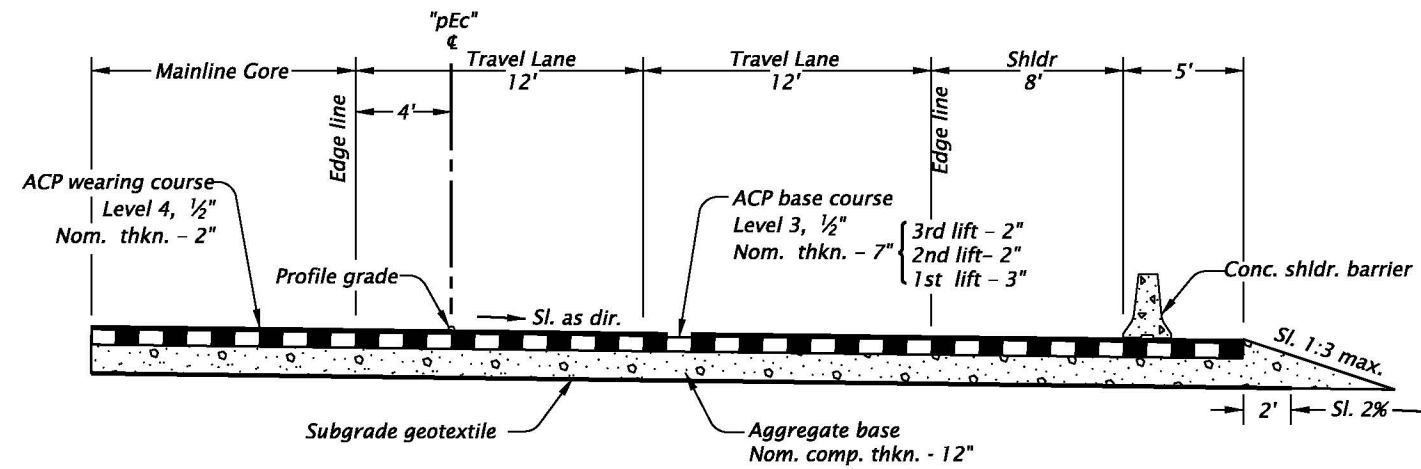 "pEc"
℄
Mainline Gore
Travel Lane
12'
Travel Lane
12'
Shldr
8'
5'
4'
Edge line
Edge line
ACP wearing course
Level 4, ½"
Nom. thkn. – 2"
ACP base course
Level 3, ½"
Nom. thkn. – 7"
3rd lift – 2"
2nd lift– 2"
1st lift – 3"
Profile grade
Sl. as dir.
Conc. shldr. barrier
Sl. 1:3 max.
2'
Sl. 2%
Subgrade geotextile
Aggregate base
Nom. comp. thkn. - 12"